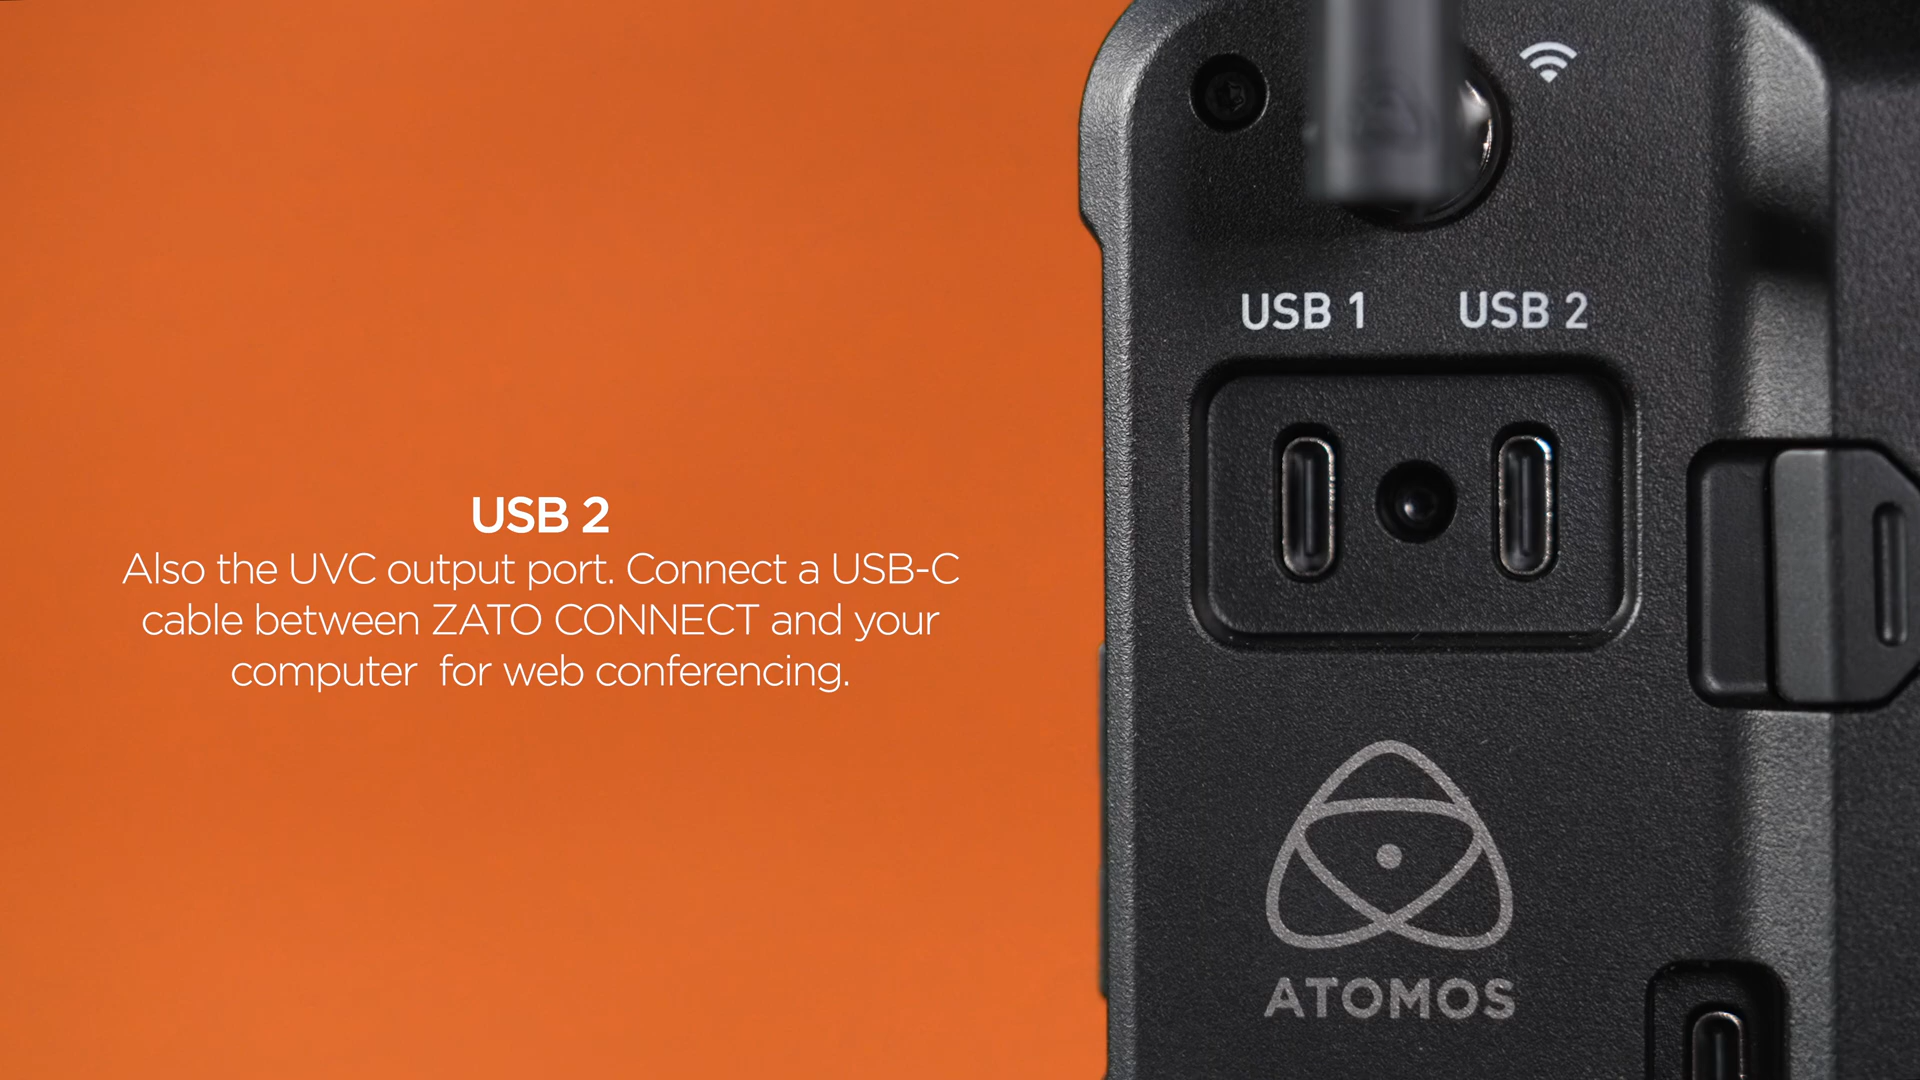 USB 2
Also the UVC output port. Connect a USB-C
cable between ZATO CONNECT and your
computer  for web conferencing.
USB 1
USB 2
ATOMOS